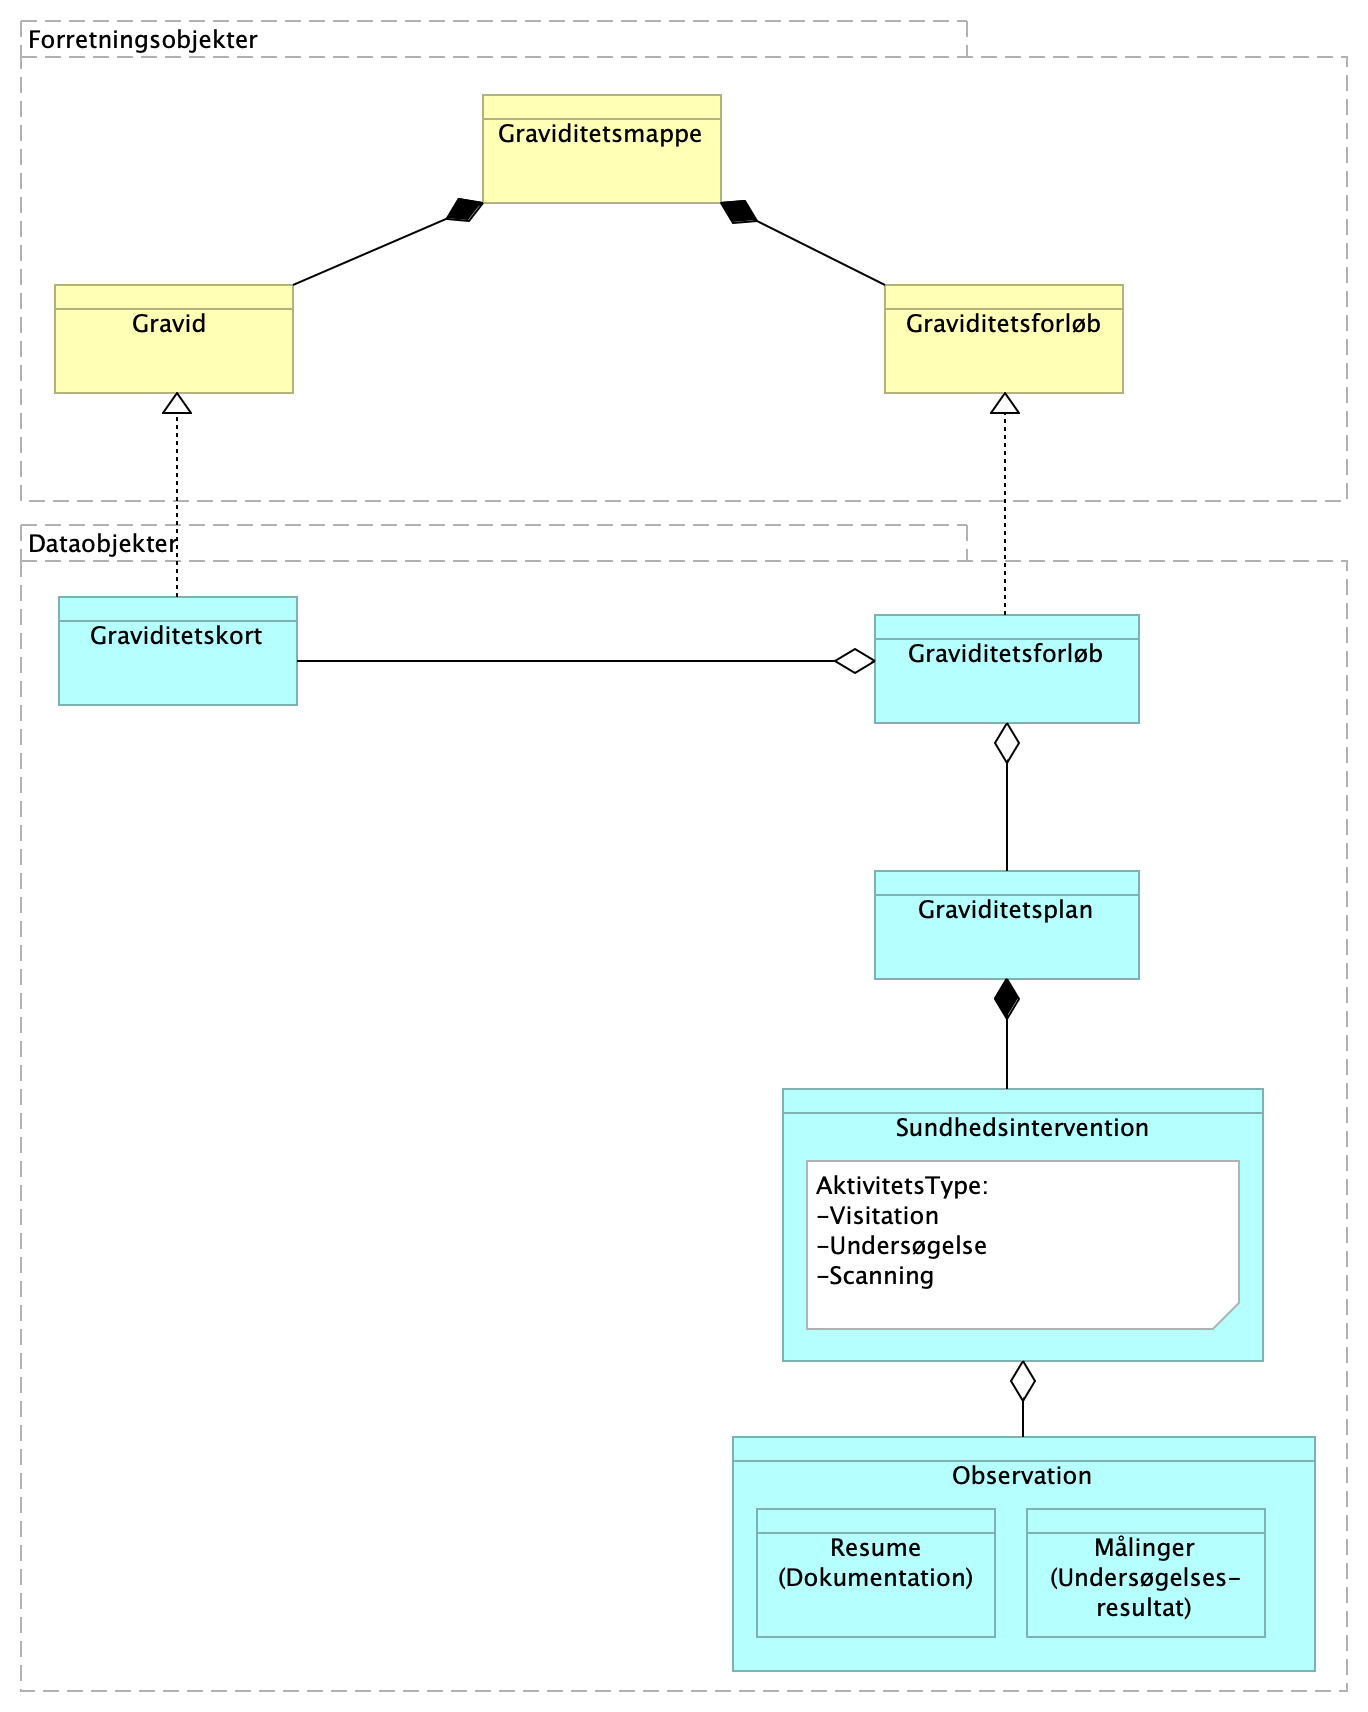 Forretningsobjekter
Graviditetsmappe
Gravid
Graviditetsforløb
Dataobjekter
Graviditetskort
Graviditetsforløb
Graviditetsplan
Sundhedsintervention
AktivitetsType:
-Visitation
-Undersøgelse
-Scanning
Observation
Resume
(Dokumentation)
Målinger
(Undersøgelses-
resultat)